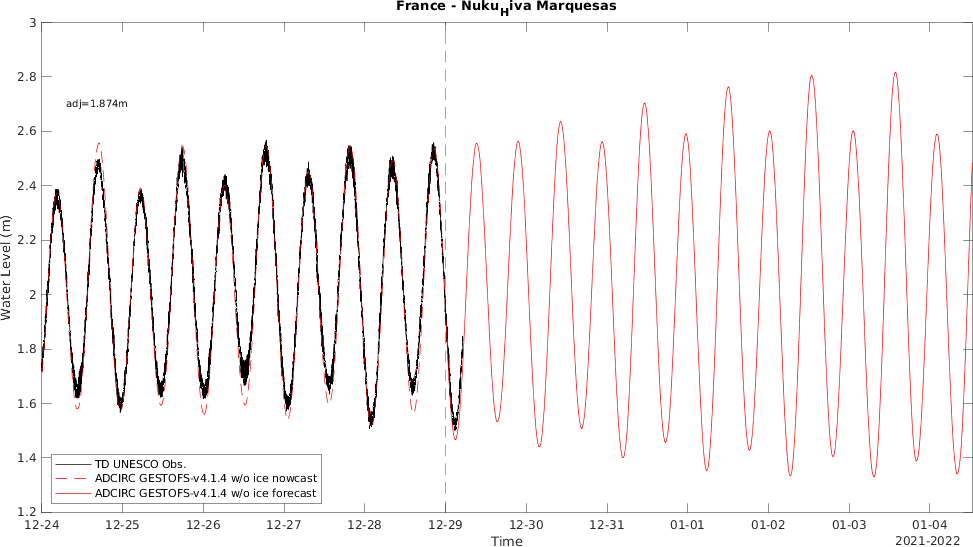 France - Nuku_Hiva Marquesas
3
2.8
2.6
2.4
2.2
2
1.8
1.6
1.4
1.2
Water Level (m)
adj=1.874m
TD UNESCO Obs.
ADCIRC GESTOFS-v4.1.4 w/o ice nowcast
ADCIRC GESTOFS-v4.1.4 w/o ice forecast
12-24 12-25 12-26 12-27 12-28 12-29 12-30 12-31 01-01 01-02 01-03 01-04
Time
2021-2022